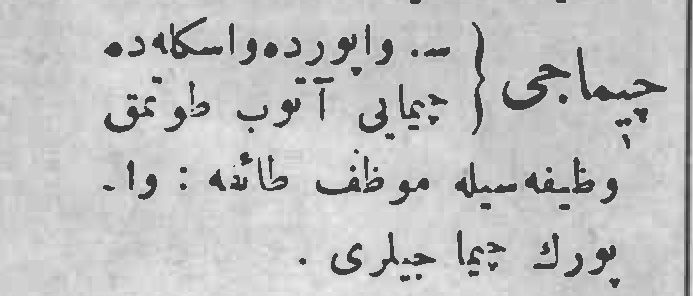 چیماجی { — . واپورده واسکله‌ده
چیمایی آتوب طوتمق
وظیفه‌سیله موظف طائفه : وا-
پورك چیما جیلری .